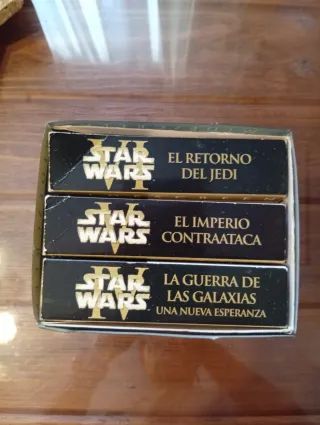 VI
STAR
WARS
EL RETORNO
DEL JEDI
V
STAR
WARS
EL IMPERIO
CONTRAATACA
IV
STAR
WARS
LA GUERRA DE
LAS GALAXIAS
UNA NUEVA ESPERANZA